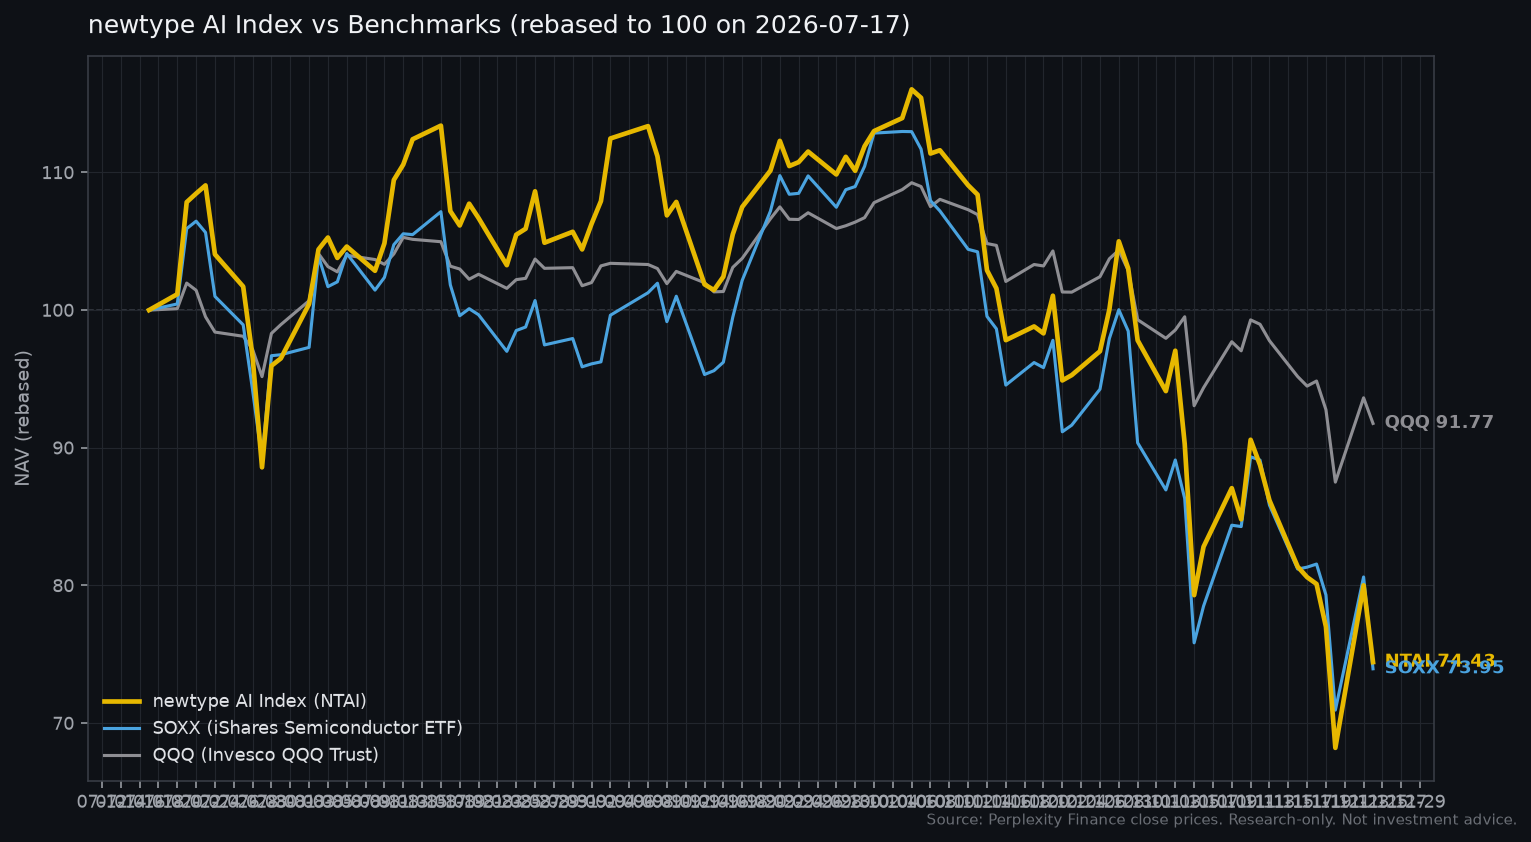 newtype AI Index vs Benchmarks (rebased to 100 on 2026-07-17)
NAV (rebased)
110
100
90
80
70
QQQ 91.77
NTAI 74.43
SOXX 73.95
newtype AI Index (NTAI)
SOXX (iShares Semiconductor ETF)
QQQ (Invesco QQQ Trust)
Source: Perplexity Finance close prices. Research-only. Not investment advice.